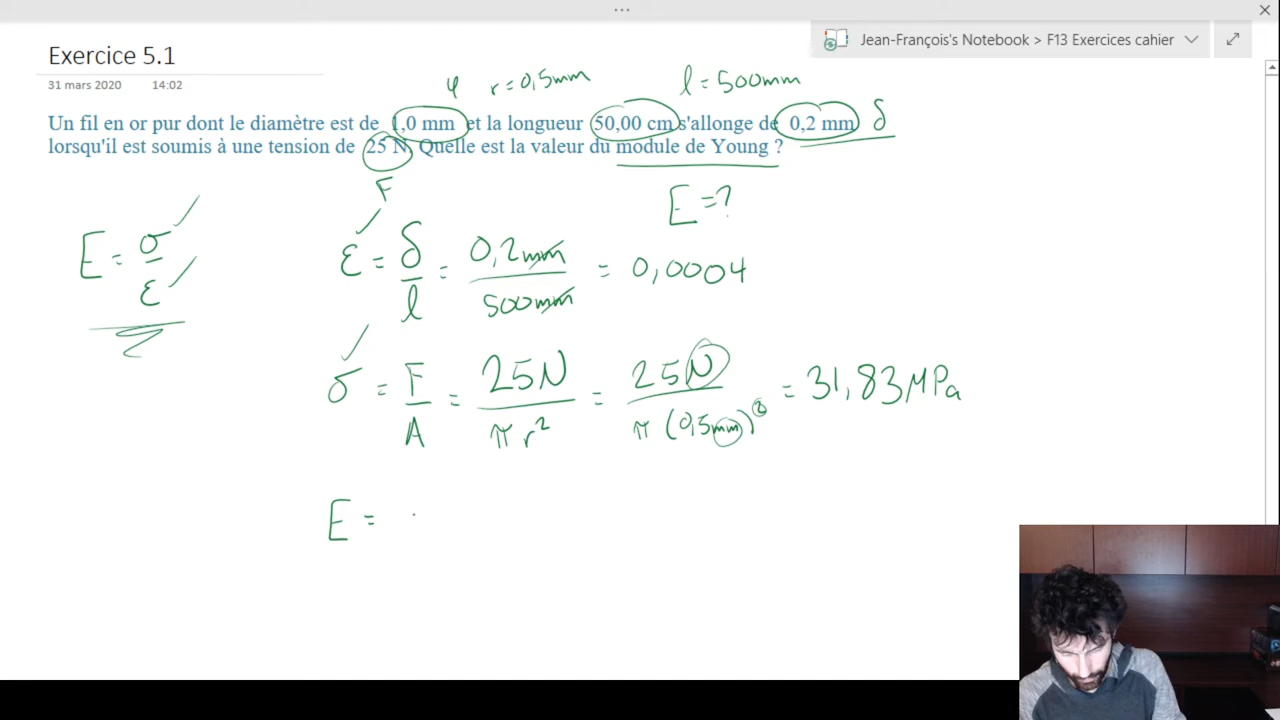 Jean-François's Notebook > F13 Exercices cahier
Exercice 5.1
31 mars 2020 14:02
φ r = 0,5mm l = 500mm
Un fil en or pur dont le diamètre est de 1,0 mm et la longueur 50,00 cm s'allonge de 0,2 mm δ
lorsqu'il est soumis à une tension de 25 N. Quelle est la valeur du module de Young ?
F
E = ?
E = σ / ε
ε = δ / l = 0,2mm / 500mm = 0,0004
σ = F / A = 25N / π r² = 25N / π (0,5mm)² = 31,83 MPa
E =